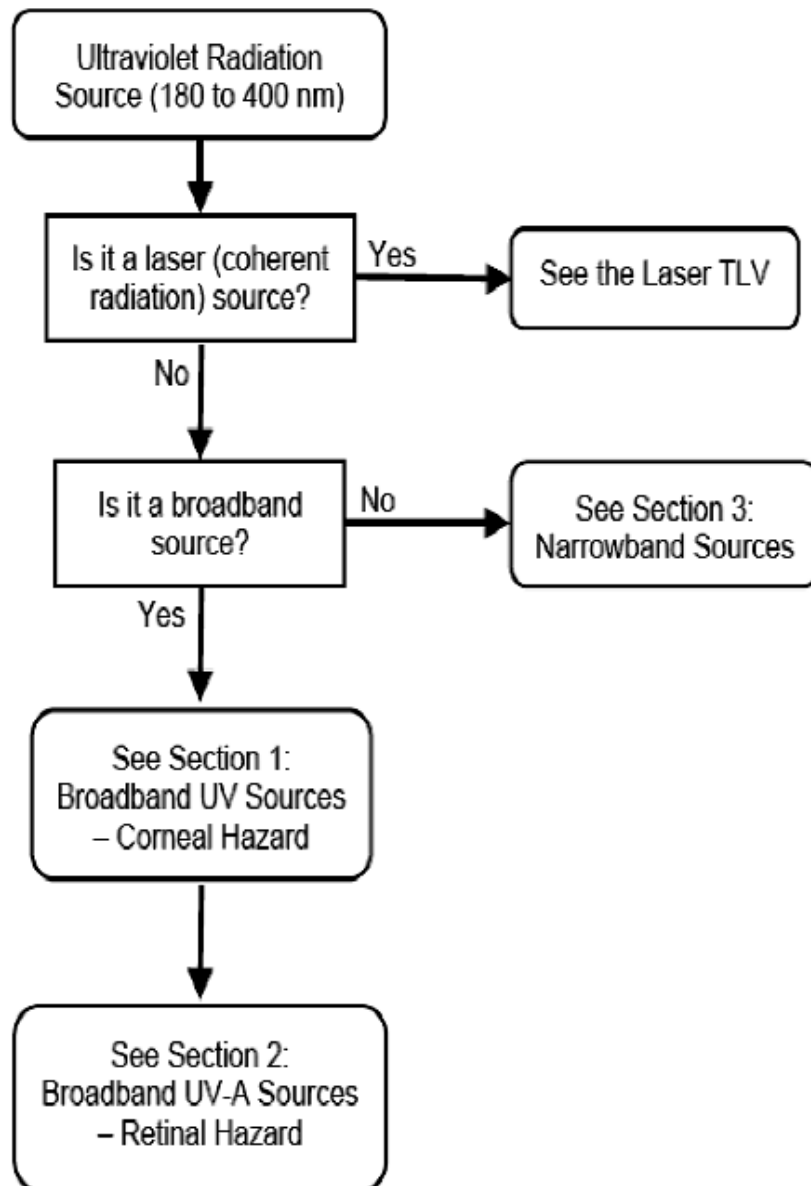 Ultraviolet Radiation
Source (180 to 400 nm)
Is it a laser (coherent
radiation) source?
Yes
See the Laser TLV
No
Is it a broadband
source?
No
See Section 3:
Narrowband Sources
Yes
See Section 1:
Broadband UV Sources
– Corneal Hazard
See Section 2:
Broadband UV-A Sources
– Retinal Hazard